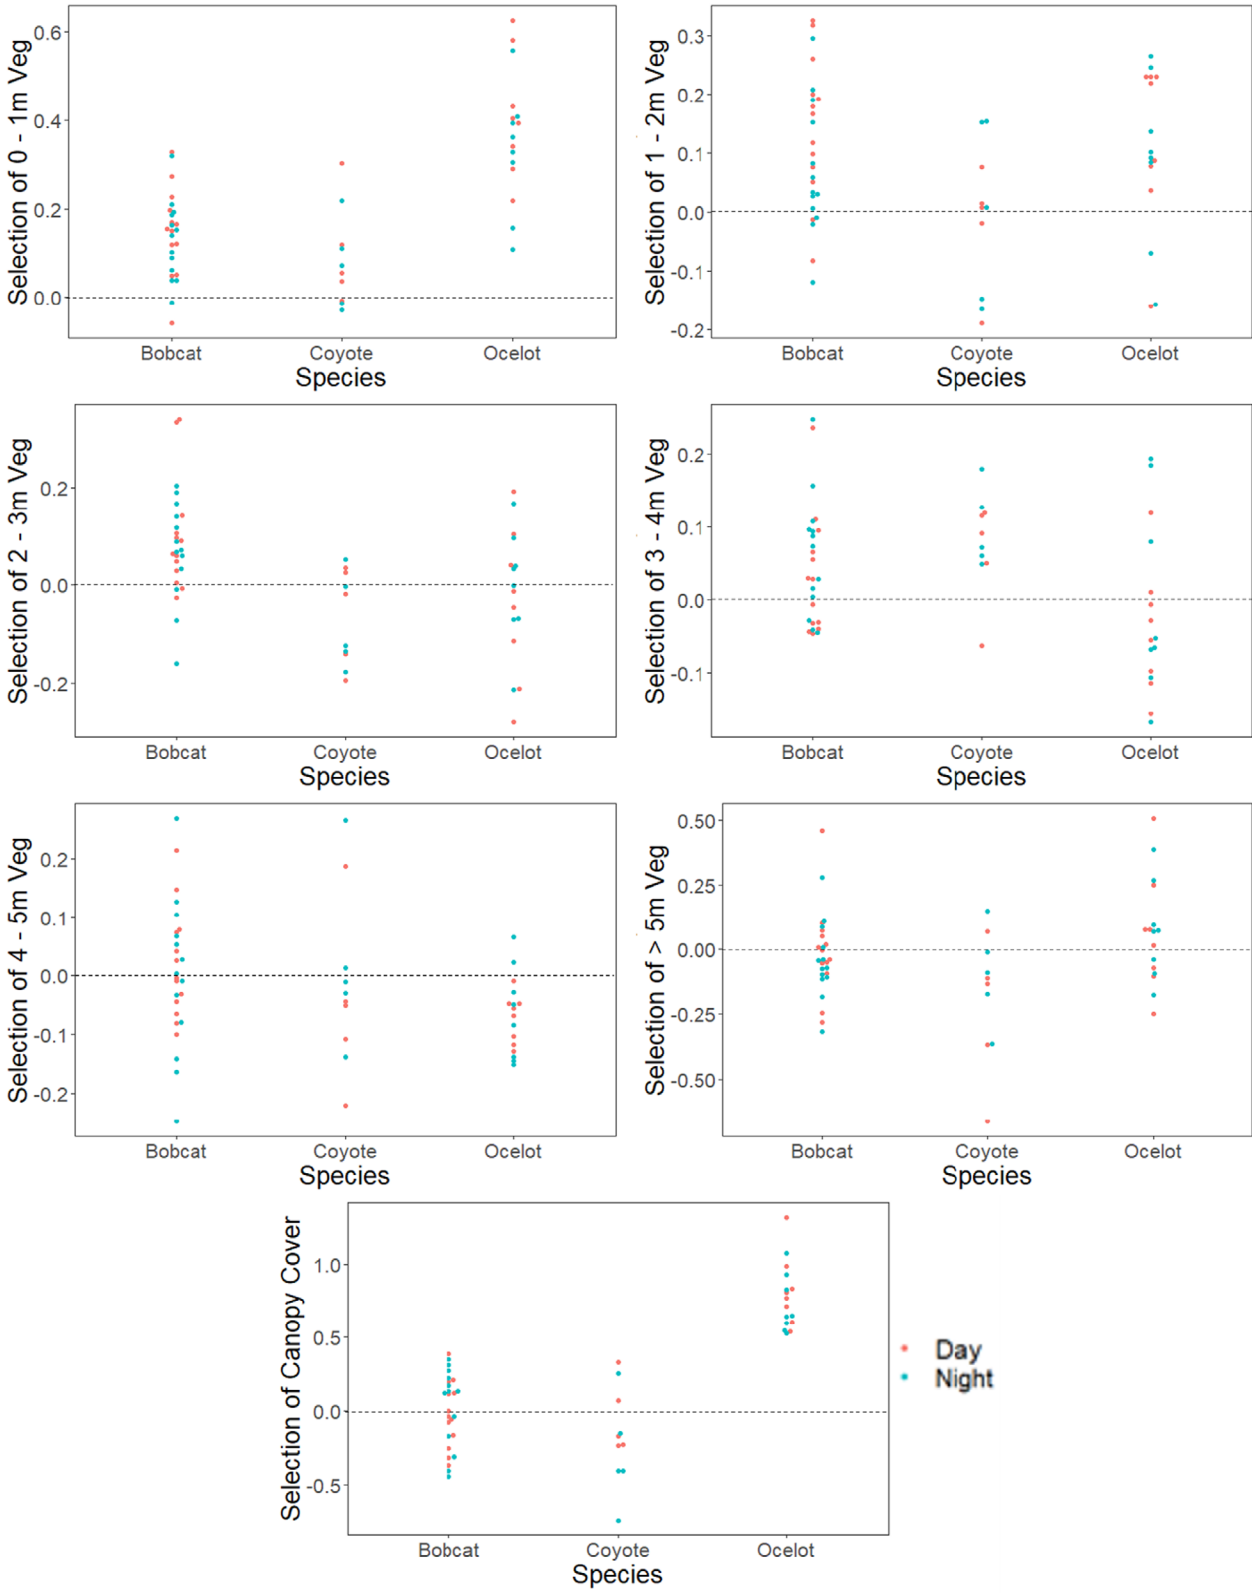 Selection of 0 - 1m Veg
0.6
0.4
0.2
0.0
Bobcat
Coyote
Ocelot
Species
Selection of 1 - 2m Veg
0.3
0.2
0.1
0.0
-0.1
-0.2
Bobcat
Coyote
Ocelot
Species
Selection of 2 - 3m Veg
0.2
0.0
-0.2
Bobcat
Coyote
Ocelot
Species
Selection of 3 - 4m Veg
0.2
0.1
0.0
-0.1
Bobcat
Coyote
Ocelot
Species
Selection of 4 - 5m Veg
0.2
0.1
0.0
-0.1
-0.2
Bobcat
Coyote
Ocelot
Species
Selection of > 5m Veg
0.50
0.25
0.00
-0.25
-0.50
Bobcat
Coyote
Ocelot
Species
Selection of Canopy Cover
1.0
0.5
0.0
-0.5
Bobcat
Coyote
Ocelot
Species
Day
Night